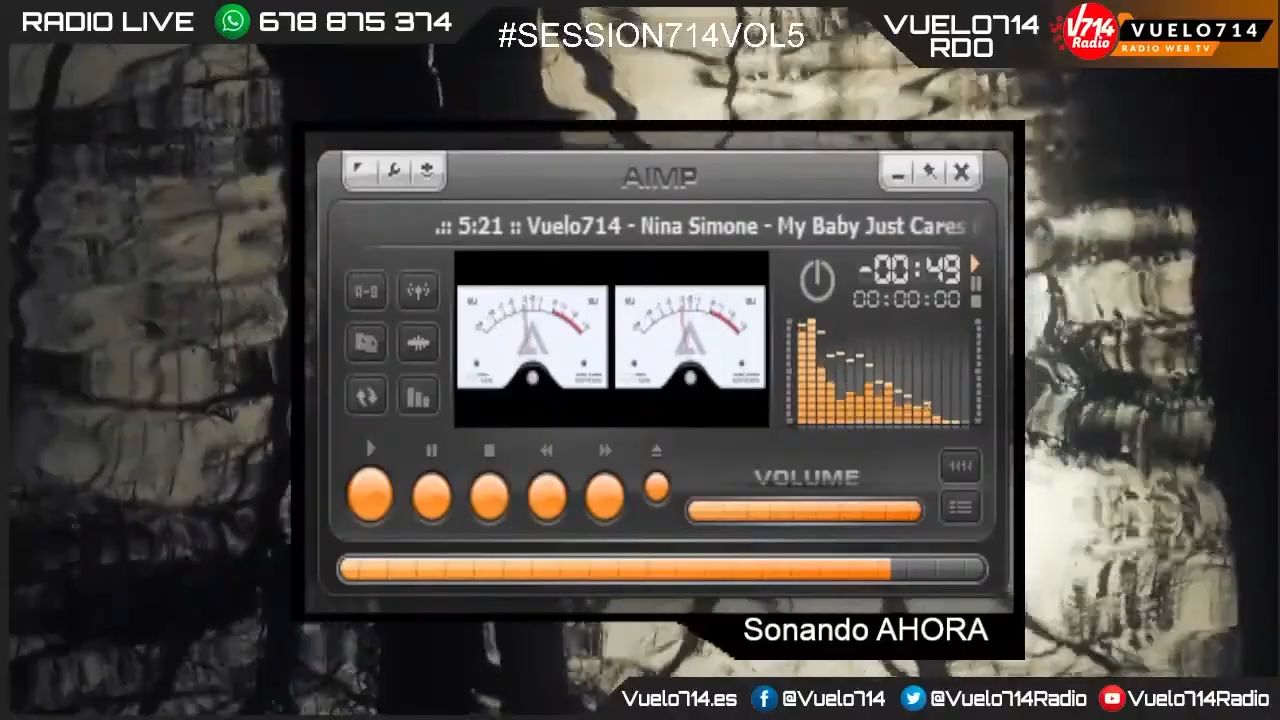 RADIO LIVE 678 875 374
#SESSION714VOL5
VUELO714
RDO
V714
Radio
VUELO714
RADIO WEB TV
AIMP
.:: 5:21 :: Vuelo714 - Nina Simone - My Baby Just Cares
-00:49
00:00:00
A-B
VOLUME
Sonando AHORA
Vuelo714.es @Vuelo714 @Vuelo714Radio Vuelo714Radio